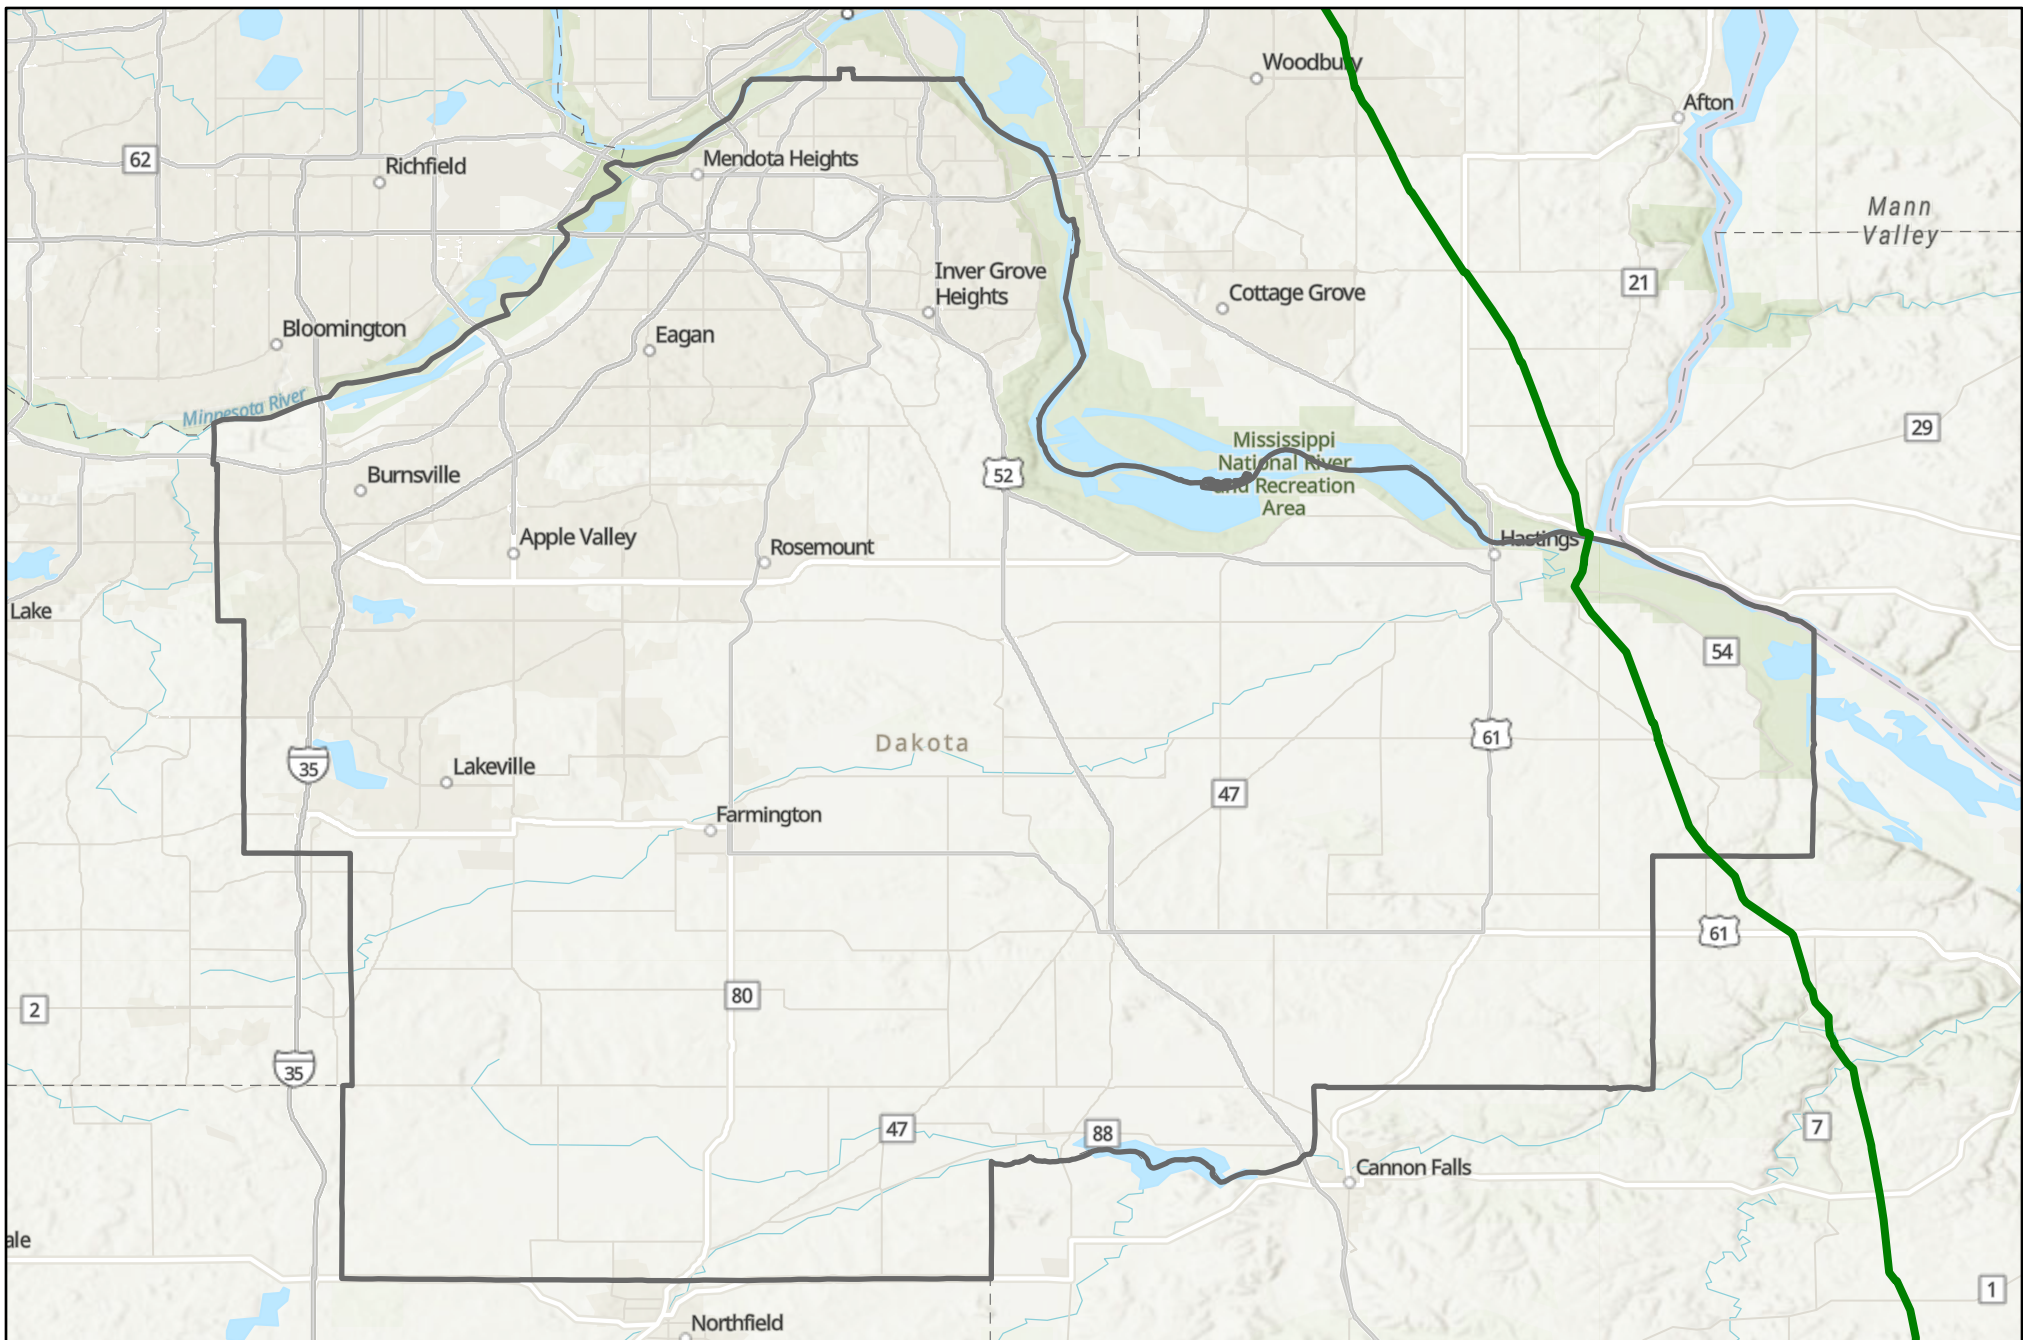 Woodbury
Afton
62
Richfield
Mendota Heights
Mann
Valley
Inver Grove
Heights
21
Cottage Grove
Bloomington
Eagan
Minnesota River
29
Mississippi
National River
and Recreation
Area
52
Burnsville
Apple Valley
Hastings
Rosemount
Lake
54
Dakota
61
35
Lakeville
47
Farmington
61
80
2
35
47
88
7
Cannon Falls
ale
1
Northfield